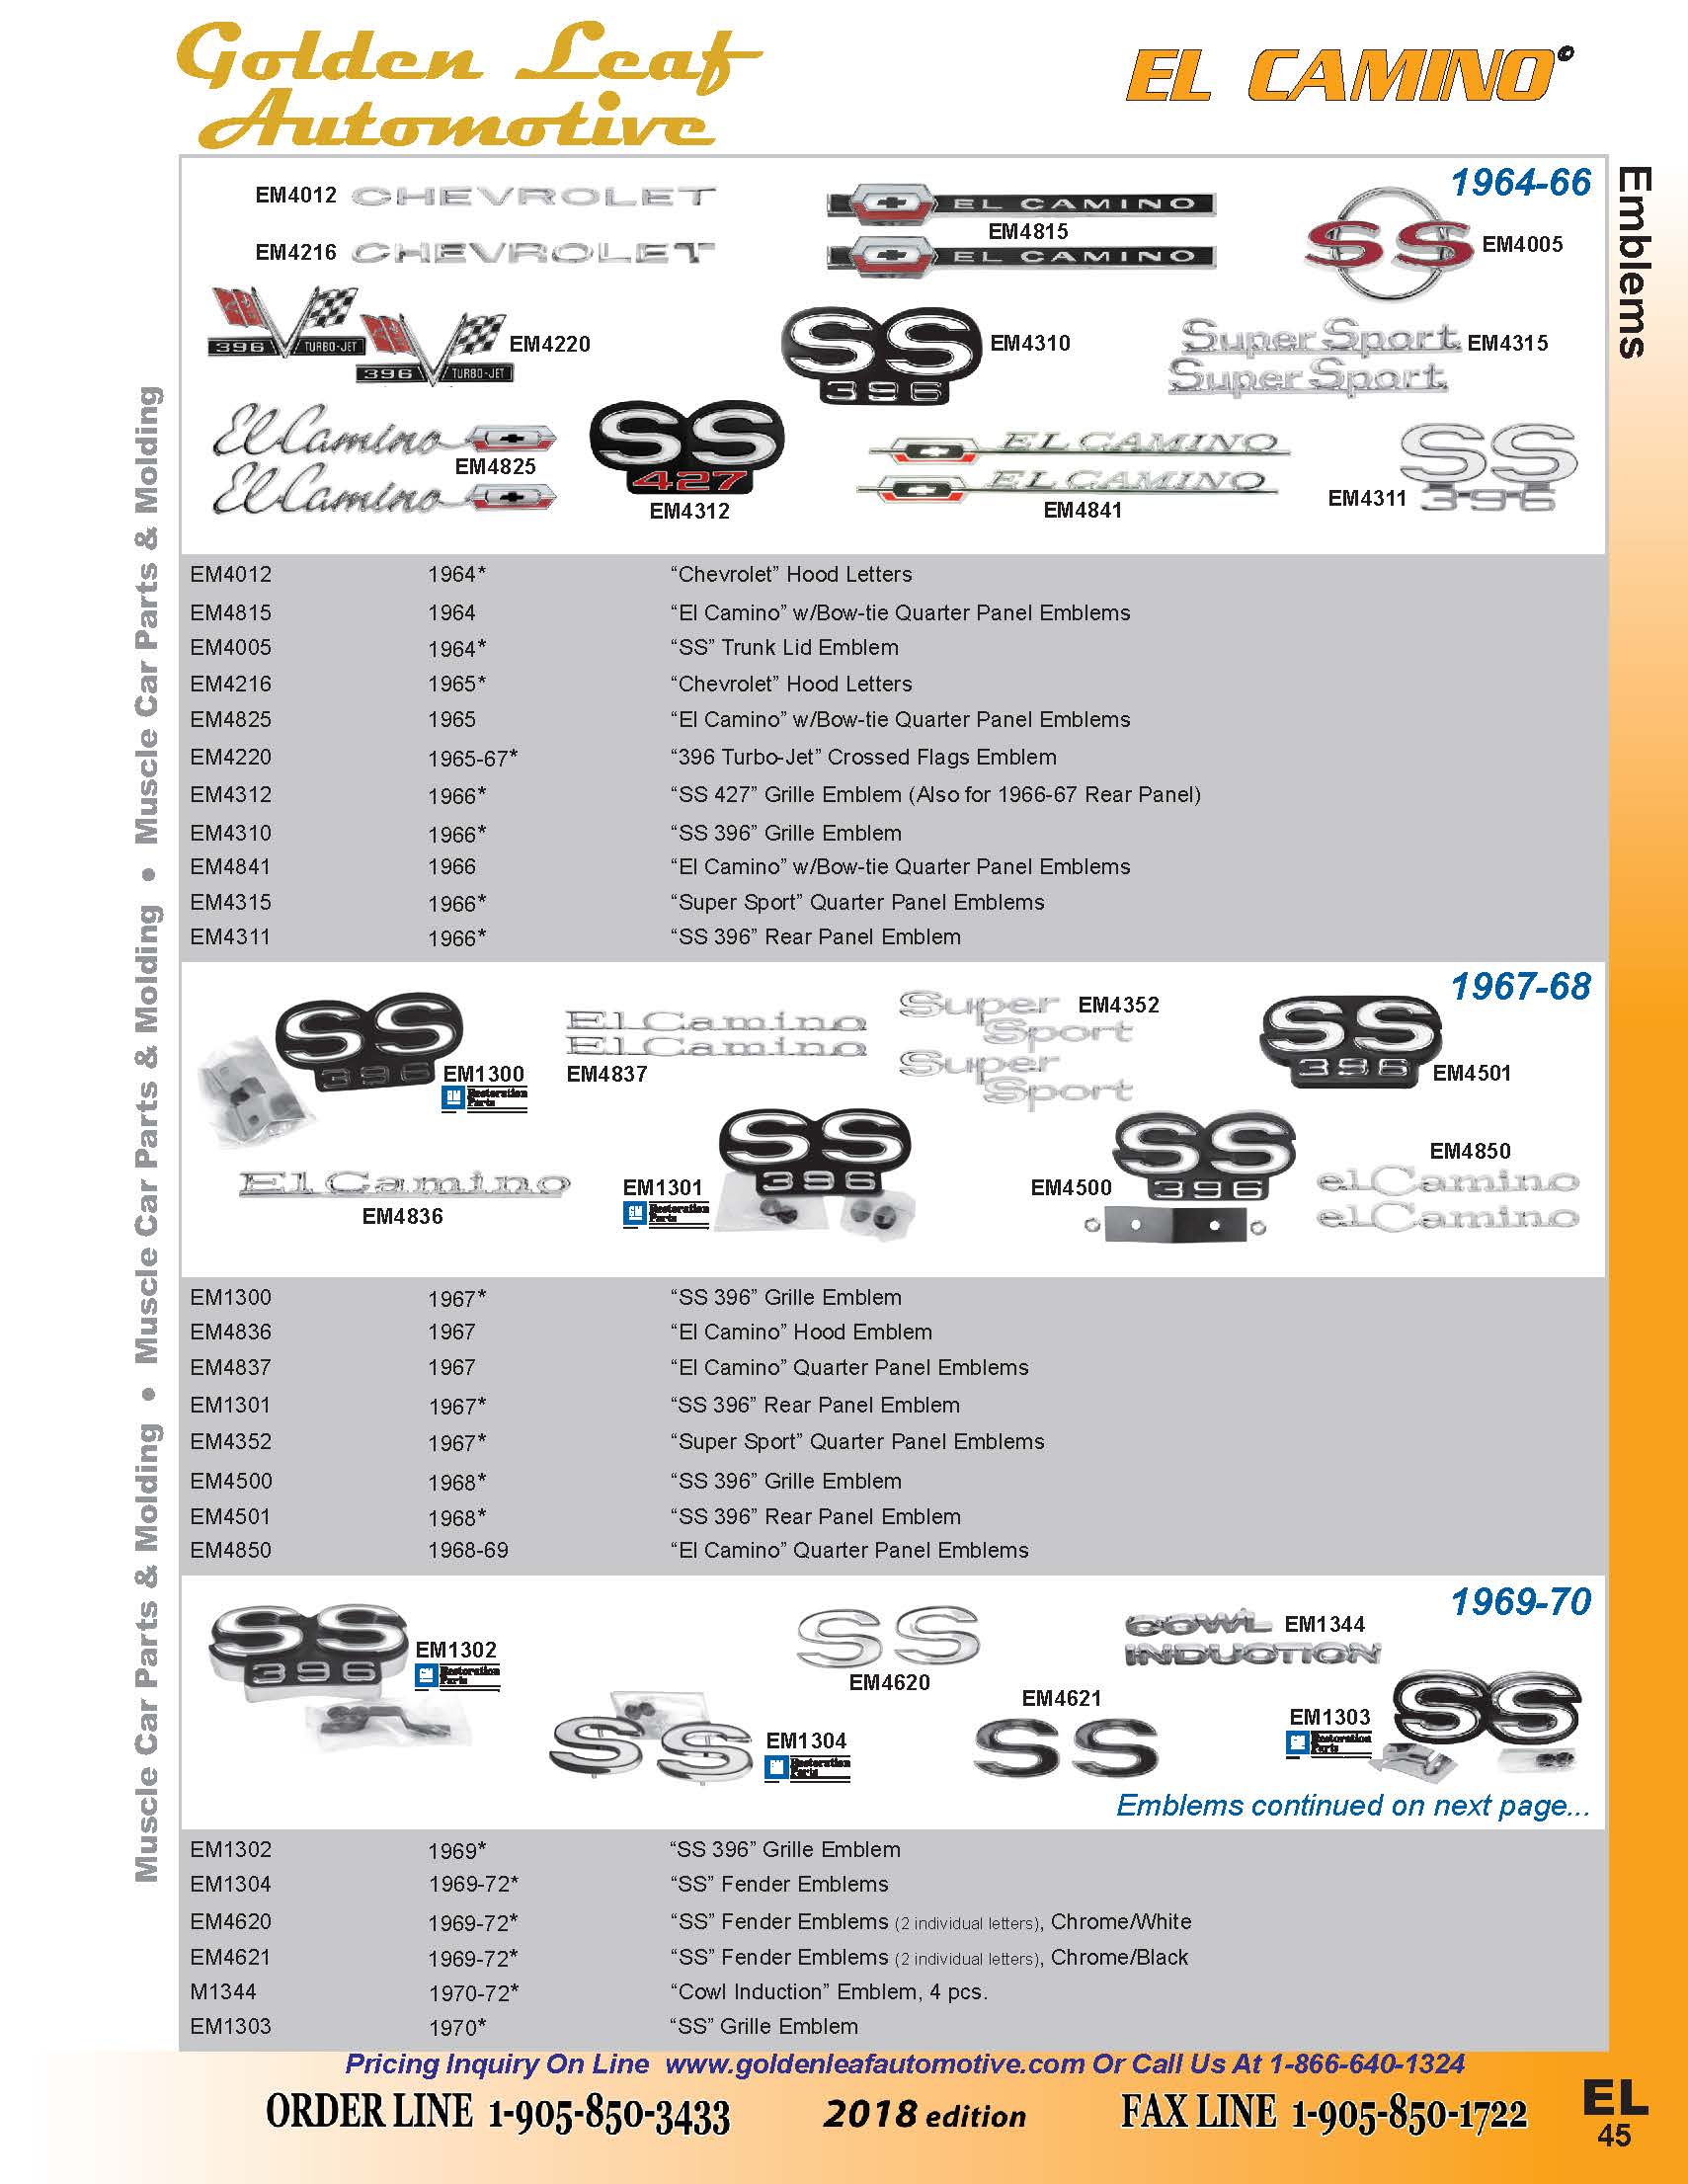 Golden Leaf
Automotive
EL CAMINO
1964-66
Emblems
EM4012 CHEVROLET
EL CAMINO
EM4815
EM4216 CHEVROLET
EL CAMINO
SS EM4005
396 TURBO-JET
396 TURBO-JET
EM4220
SS
396
EM4310
Super Sport EM4315
Super Sport
El Camino
EM4825
El Camino
SS
427
EM4312
EL CAMINO
EL CAMINO
EM4841
SS
EM4311 396
EM4012 1964* “Chevrolet” Hood Letters
EM4815 1964 “El Camino” w/Bow-tie Quarter Panel Emblems
EM4005 1964* “SS” Trunk Lid Emblem
EM4216 1965* “Chevrolet” Hood Letters
EM4825 1965 “El Camino” w/Bow-tie Quarter Panel Emblems
EM4220 1965-67* “396 Turbo-Jet” Crossed Flags Emblem
EM4312 1966* “SS 427” Grille Emblem (Also for 1966-67 Rear Panel)
EM4310 1966* “SS 396” Grille Emblem
EM4841 1966 “El Camino” w/Bow-tie Quarter Panel Emblems
EM4315 1966* “Super Sport” Quarter Panel Emblems
EM4311 1966* “SS 396” Rear Panel Emblem
1967-68
SS
396
EM1300
GM Restoration Parts
El Camino
El Camino
EM4837
Super Sport EM4352
Super Sport
SS
396
EM4501
El Camino
EM4836
EM1301
GM Restoration Parts
SS
396
EM4500
SS
396
EM4850
el Camino
el Camino
EM1300 1967* “SS 396” Grille Emblem
EM4836 1967 “El Camino” Hood Emblem
EM4837 1967 “El Camino” Quarter Panel Emblems
EM1301 1967* “SS 396” Rear Panel Emblem
EM4352 1967* “Super Sport” Quarter Panel Emblems
EM4500 1968* “SS 396” Grille Emblem
EM4501 1968* “SS 396” Rear Panel Emblem
EM4850 1968-69 “El Camino” Quarter Panel Emblems
1969-70
SS
396
EM1302
GM Restoration Parts
SS
EM4620
COWL EM1344
INDUCTION
SS
EM1304
GM Restoration Parts
EM4621
SS
EM1303
GM Restoration Parts
SS
Emblems continued on next page...
EM1302 1969* “SS 396” Grille Emblem
EM1304 1969-72* “SS” Fender Emblems
EM4620 1969-72* “SS” Fender Emblems (2 individual letters), Chrome/White
EM4621 1969-72* “SS” Fender Emblems (2 individual letters), Chrome/Black
M1344 1970-72* “Cowl Induction” Emblem, 4 pcs.
EM1303 1970* “SS” Grille Emblem
Muscle Car Parts & Molding • Muscle Car Parts & Molding • Muscle Car Parts & Molding
Pricing Inquiry On Line www.goldenleafautomotive.com Or Call Us At 1-866-640-1324
ORDER LINE 1-905-850-3433 2018 edition FAX LINE 1-905-850-1722
EL
45